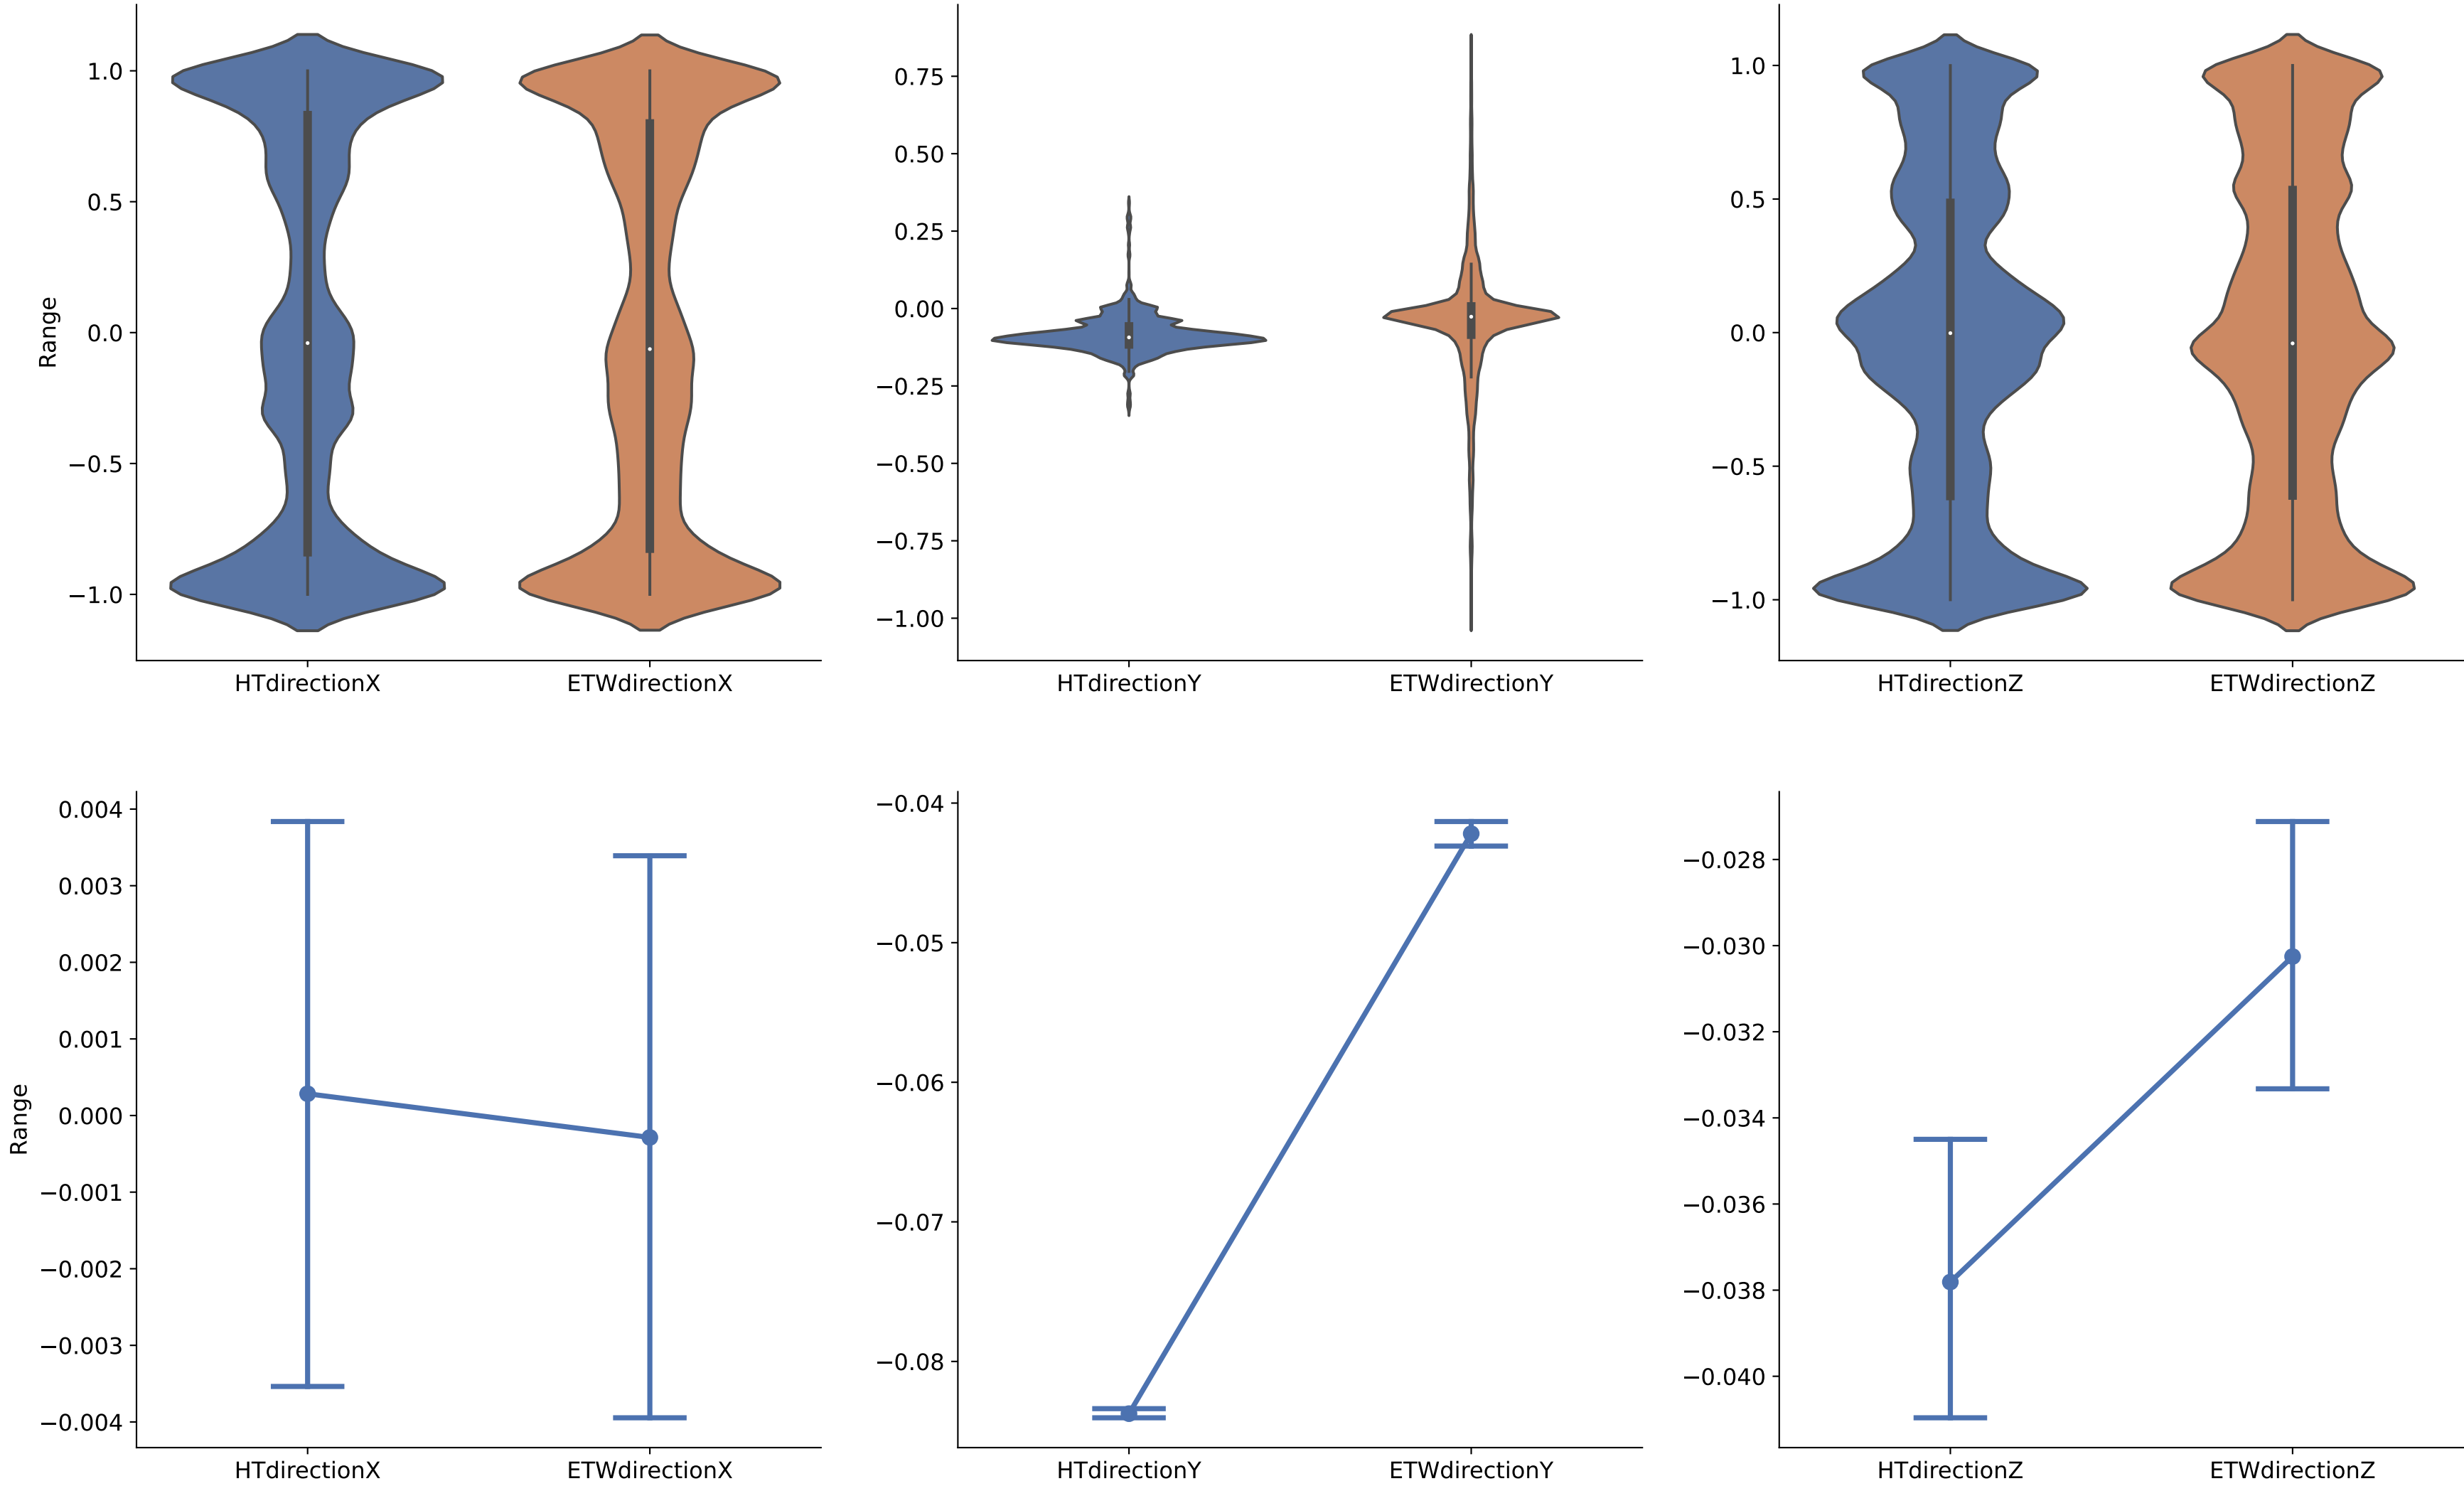 Range
1.0
0.5
0.0
−0.5
−1.0
HTdirectionX
ETWdirectionX
0.75
0.50
0.25
0.00
−0.25
−0.50
−0.75
−1.00
HTdirectionY
ETWdirectionY
1.0
0.5
0.0
−0.5
−1.0
HTdirectionZ
ETWdirectionZ
Range
0.004
0.003
0.002
0.001
0.000
−0.001
−0.002
−0.003
−0.004
HTdirectionX
ETWdirectionX
−0.04
−0.05
−0.06
−0.07
−0.08
HTdirectionY
ETWdirectionY
−0.028
−0.030
−0.032
−0.034
−0.036
−0.038
−0.040
HTdirectionZ
ETWdirectionZ